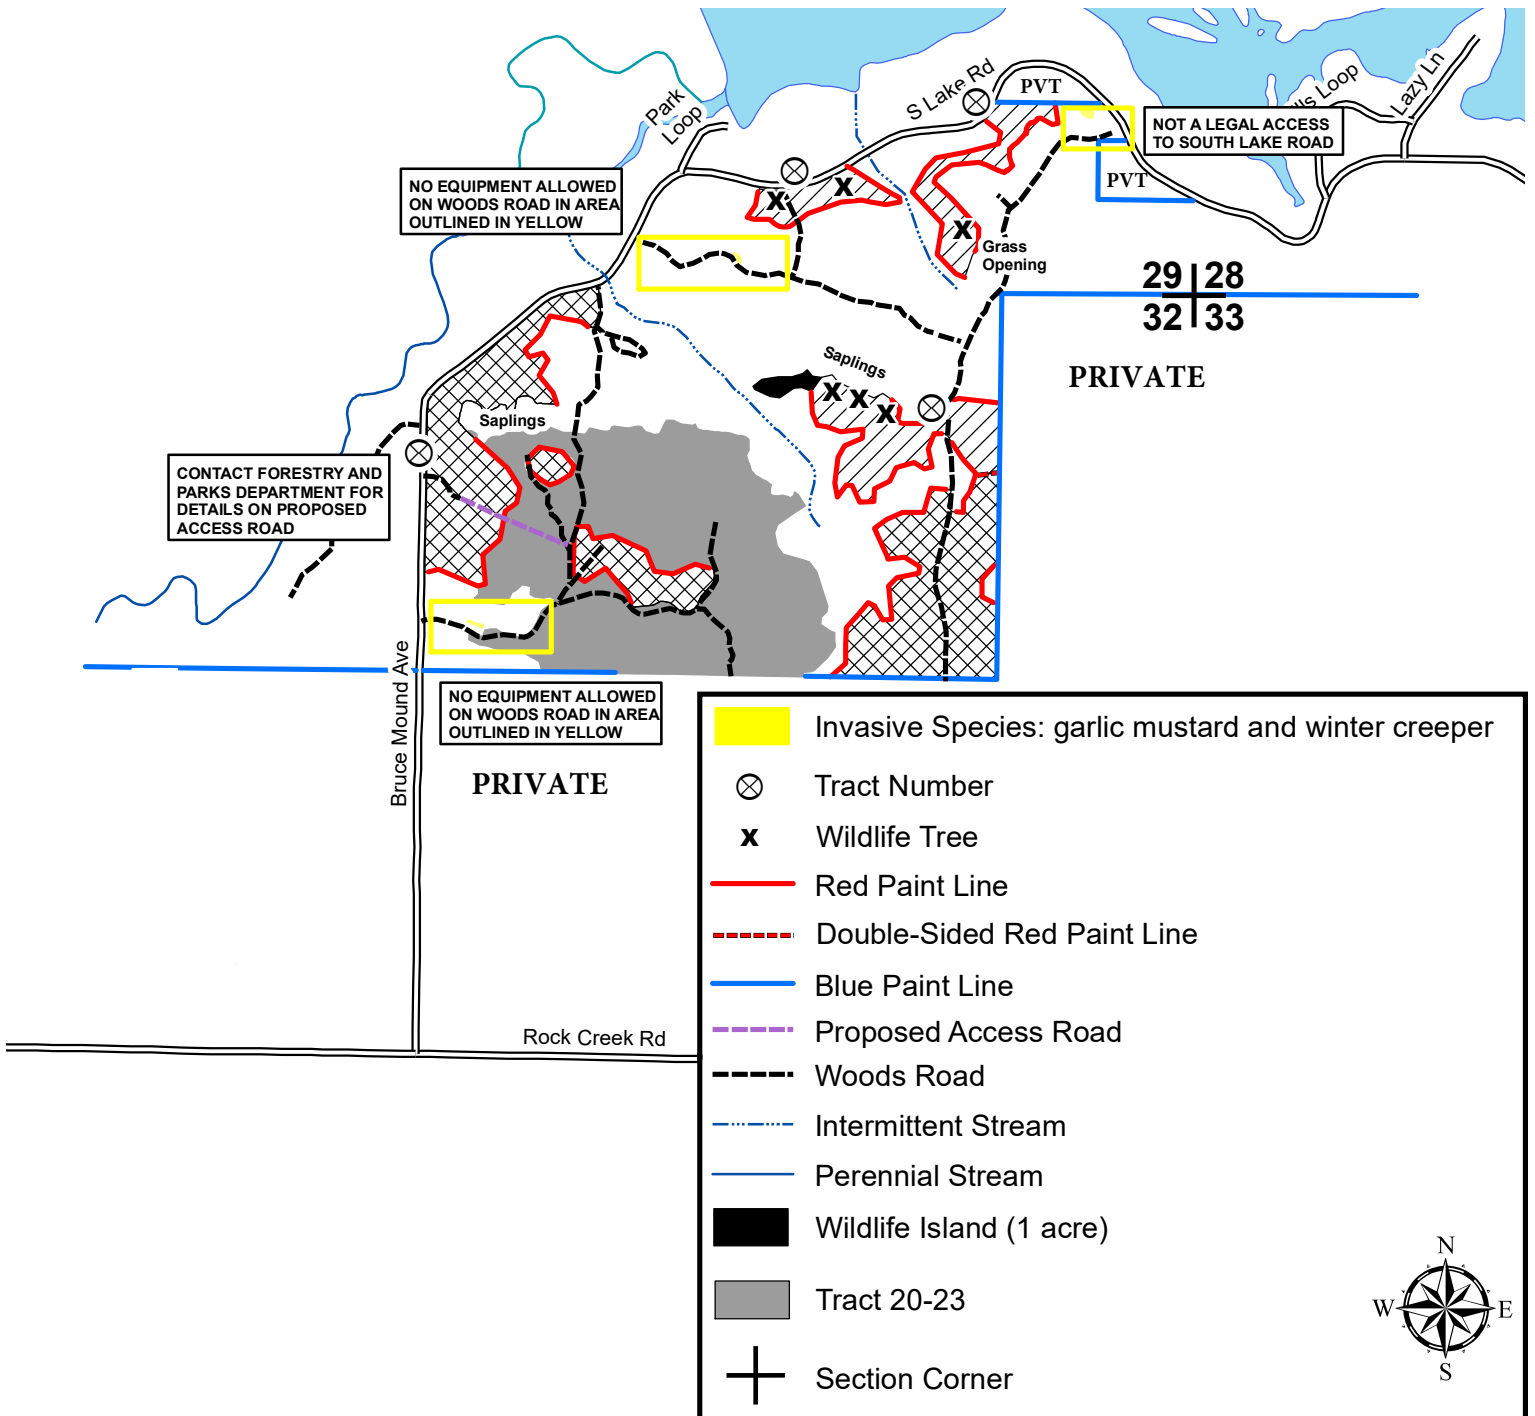 S Lake Rd
PVT
Park
Loop
lls Loop
Lazy Ln
NOT A LEGAL ACCESS
TO SOUTH LAKE ROAD
PVT
NO EQUIPMENT ALLOWED
ON WOODS ROAD IN AREA
OUTLINED IN YELLOW
x
x
x
Grass
Opening
29 28
32 33
PRIVATE
Saplings
x
x
x
Saplings
CONTACT FORESTRY AND
PARKS DEPARTMENT FOR
DETAILS ON PROPOSED
ACCESS ROAD
Bruce Mound Ave
NO EQUIPMENT ALLOWED
ON WOODS ROAD IN AREA
OUTLINED IN YELLOW
PRIVATE
Rock Creek Rd
Invasive Species: garlic mustard and winter creeper
Tract Number
x Wildlife Tree
Red Paint Line
Double-Sided Red Paint Line
Blue Paint Line
Proposed Access Road
Woods Road
Intermittent Stream
Perennial Stream
Wildlife Island (1 acre)
Tract 20-23
Section Corner
N
W E
S